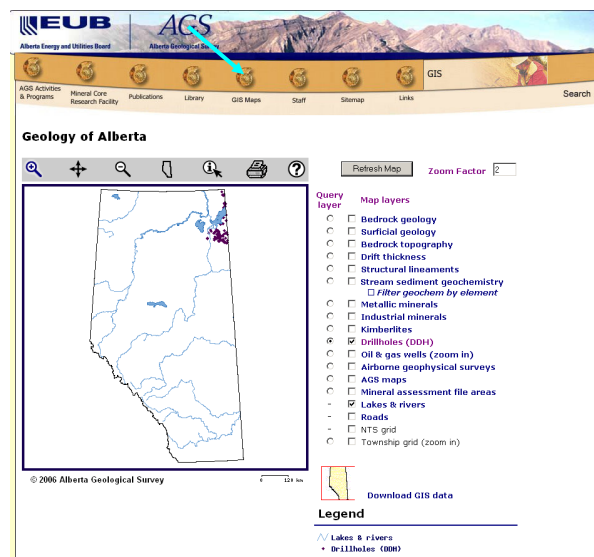 EUB
AGS
Alberta Energy and Utilities Board
Alberta Geological Survey
GIS
AGS Activities & Programs
Mineral Core Research Facility
Publications
Library
GIS Maps
Staff
Sitemap
Links
Search
Geology of Alberta
Refresh Map
Zoom Factor 2
Query layer
Map layers
Bedrock geology
Surficial geology
Bedrock topography
Drift thickness
Structural lineaments
Stream sediment geochemistry
Filter geochem by element
Metallic minerals
Industrial minerals
Kimberlites
Drillholes (DDH)
Oil & gas wells (zoom in)
Airborne geophysical surveys
AGS maps
Mineral assessment file areas
- Lakes & rivers
- Roads
- NTS grid
Township grid (zoom in)
© 2006 Alberta Geological Survey
0 120 km
Download GIS data
Legend
Lakes & rivers
Drillholes (DDH)